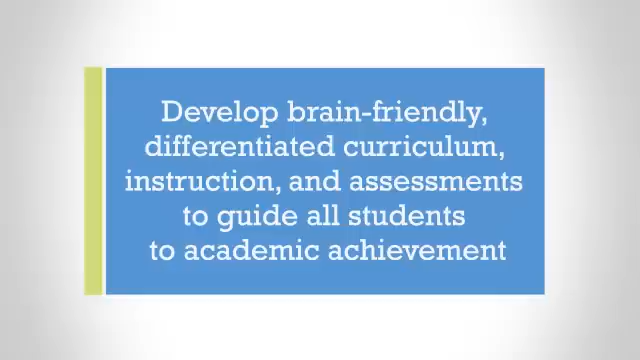 Develop brain-friendly,
differentiated curriculum,
instruction, and assessments
to guide all students
to academic achievement